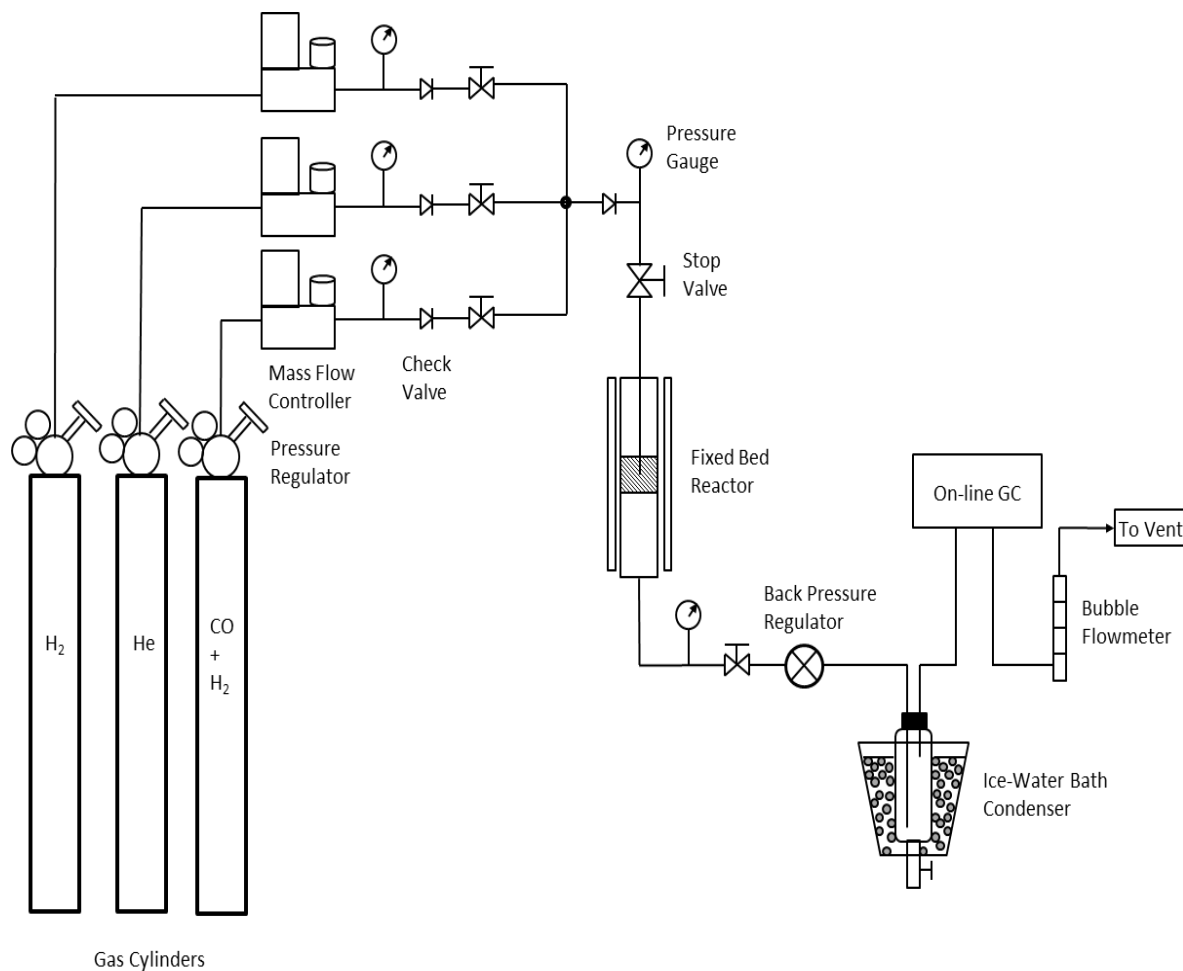 Pressure
Gauge
Stop
Valve
Mass Flow
Controller
Check
Valve
Pressure
Regulator
Fixed Bed
Reactor
On-line GC
To Vent
Back Pressure
Regulator
Bubble
Flowmeter
H₂
He
CO
+
H₂
Ice-Water Bath
Condenser
Gas Cylinders